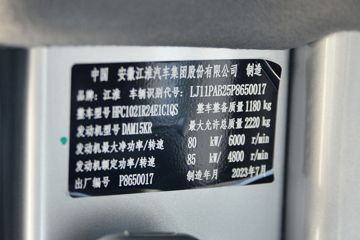 中国 安徽江淮汽车集团股份有限公司 制造
品牌：江淮 车辆识别代号：LJ11PAB25P8650017
整车型号 HFC1021R24E1C1QS 整车整备质量 1180 kg
发动机型号 DAM15KR 最大允许总质量 2220 kg
发动机最大净功率/转速 80 kW/ 6000 r/min
发动机额定功率/转速 85 kW/ 4800 r/min
出厂编号 P8650017 制造年月 2023年7月